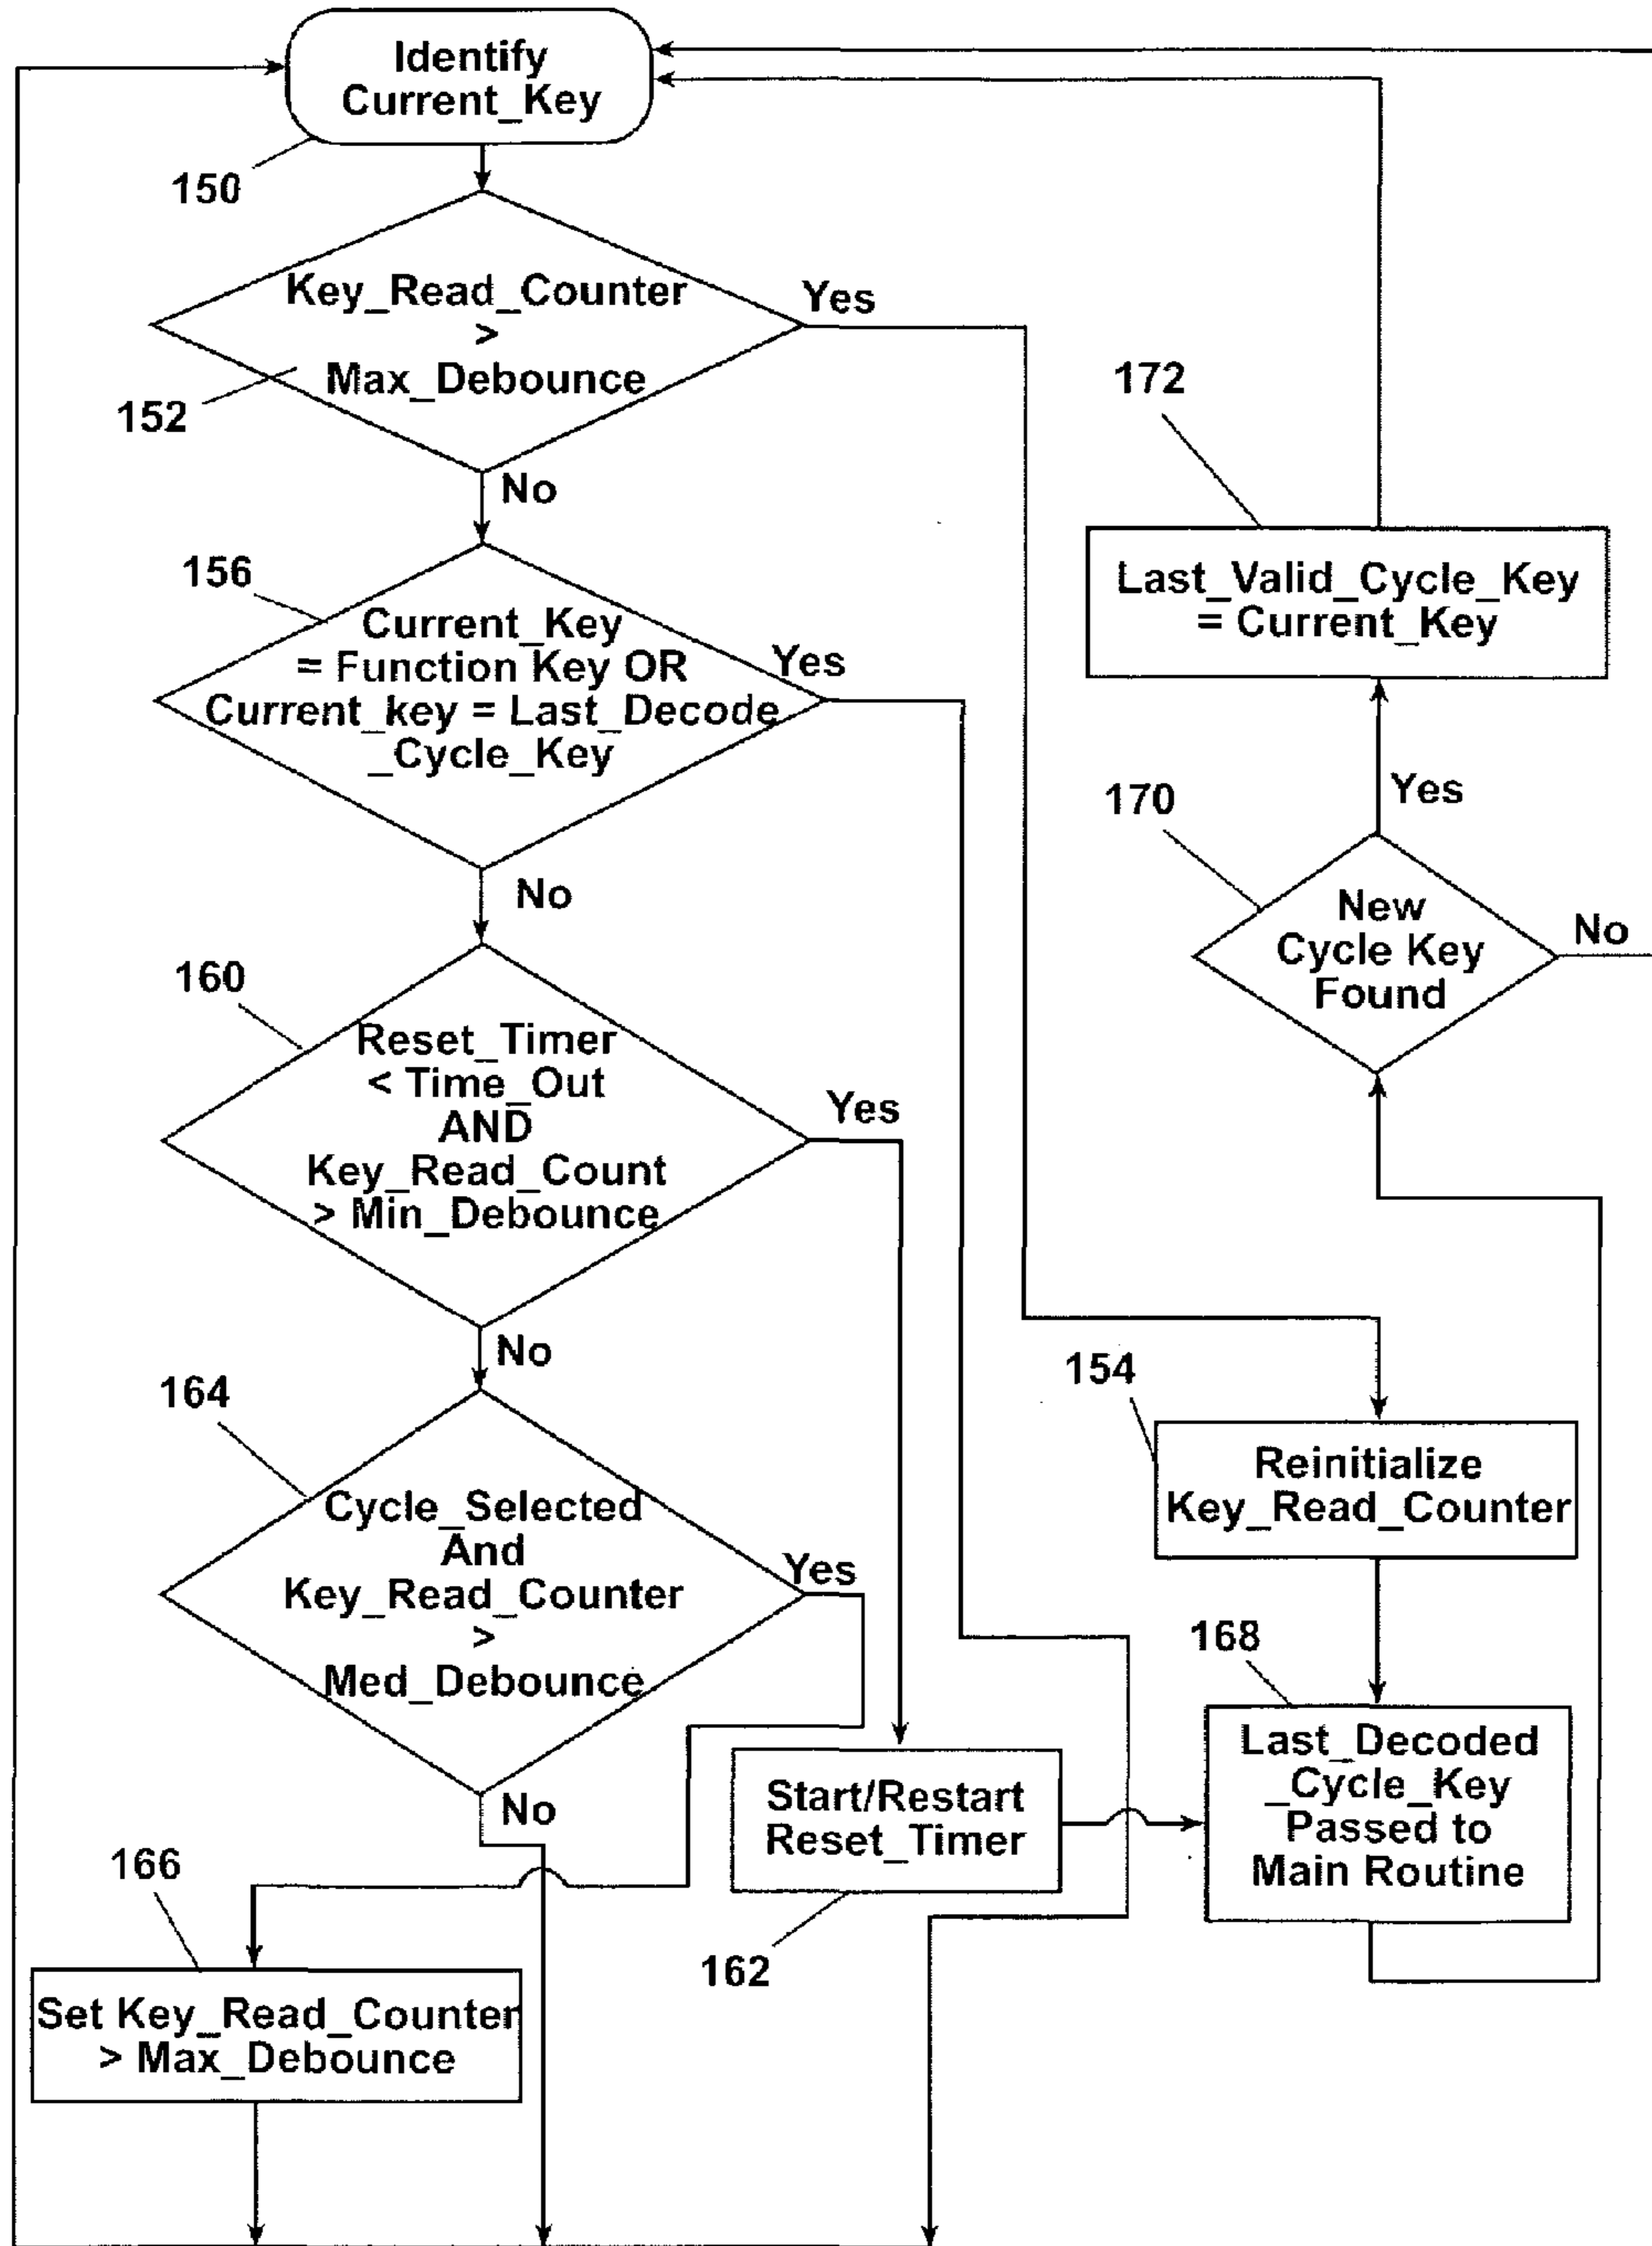 Identify
Current_Key
150
Key_Read_Counter
>
Max_Debounce
Yes
152
No
172
156
Current_Key
= Function Key OR
Current_key = Last_Decode
_Cycle_Key
Yes
Last_Valid_Cycle_Key
= Current_Key
No
170
Yes
New
Cycle Key
Found
No
160
Reset_Timer
< Time_Out
AND
Key_Read_Count
> Min_Debounce
Yes
No
164
154
Reinitialize
Key_Read_Counter
Cycle_Selected
And
Key_Read_Counter
>
Med_Debounce
Yes
168
Last_Decoded
_Cycle_Key
Passed to
Main Routine
Start/Restart
Reset_Timer
No
166
162
Set Key_Read_Counter
> Max_Debounce